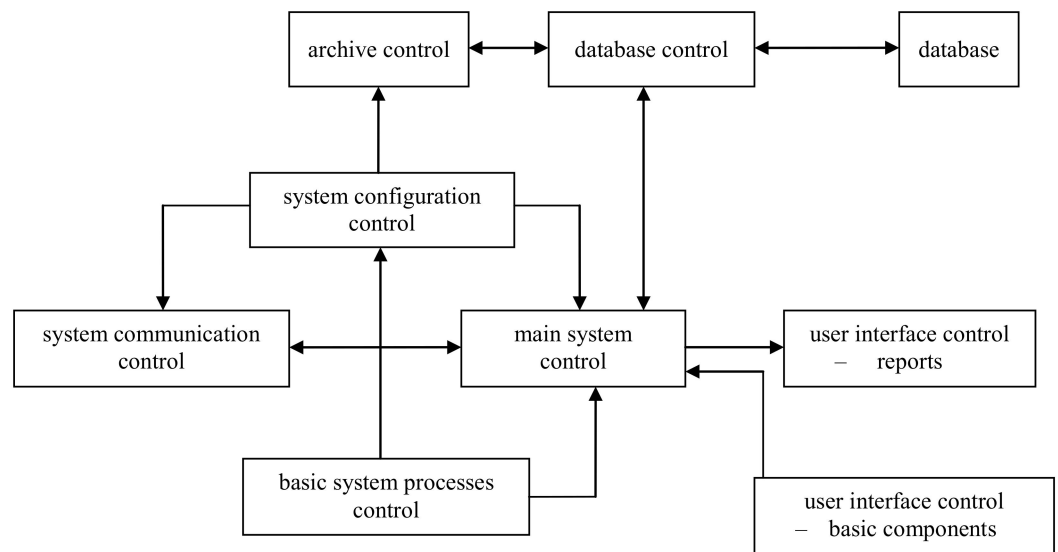 archive control
database control
database
system configuration
control
system communication
control
main system
control
user interface control
– reports
basic system processes
control
user interface control
– basic components